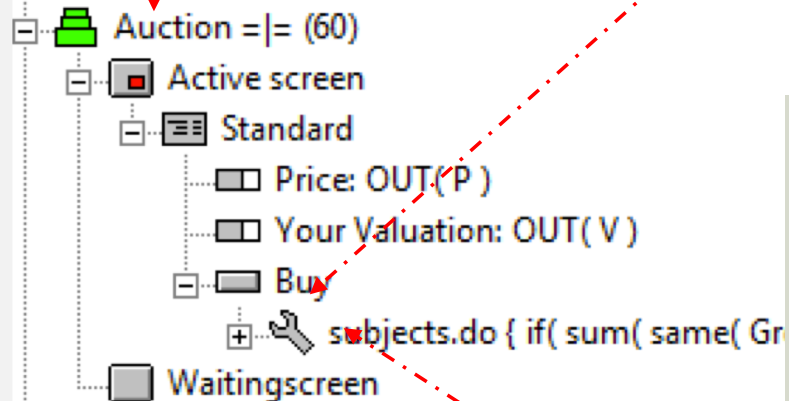 Auction =|= (60)
Active screen
Standard
Price: OUT( P )
Your Valuation: OUT( V )
Buy
subjects.do { if( sum( same( Gr
Waitingscreen